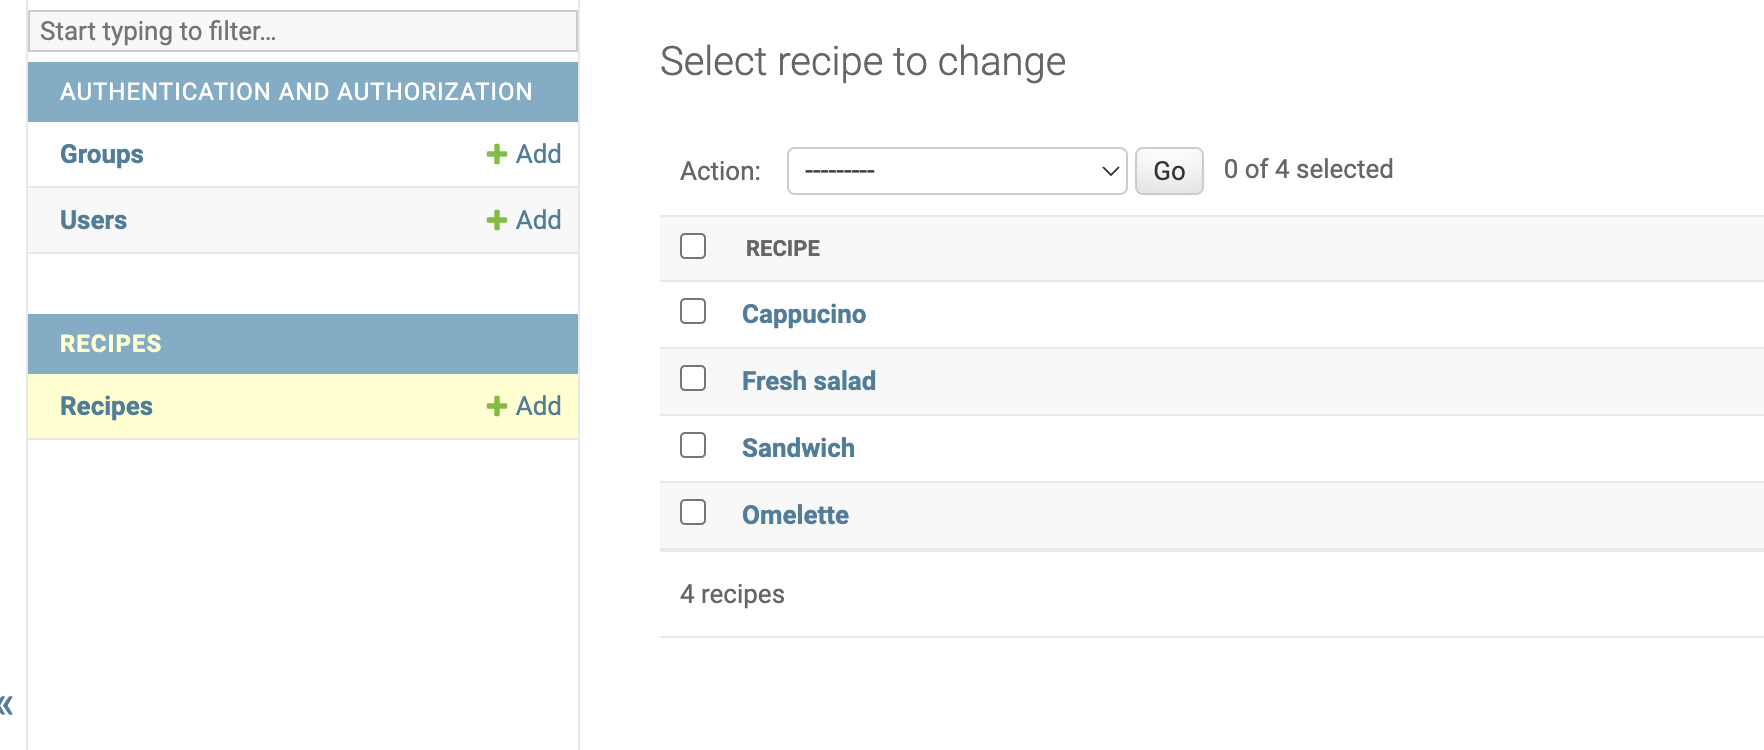 Start typing to filter...
AUTHENTICATION AND AUTHORIZATION
Groups + Add
Users + Add
RECIPES
Recipes + Add
«
Select recipe to change
Action: --------- Go 0 of 4 selected
RECIPE
Cappucino
Fresh salad
Sandwich
Omelette
4 recipes